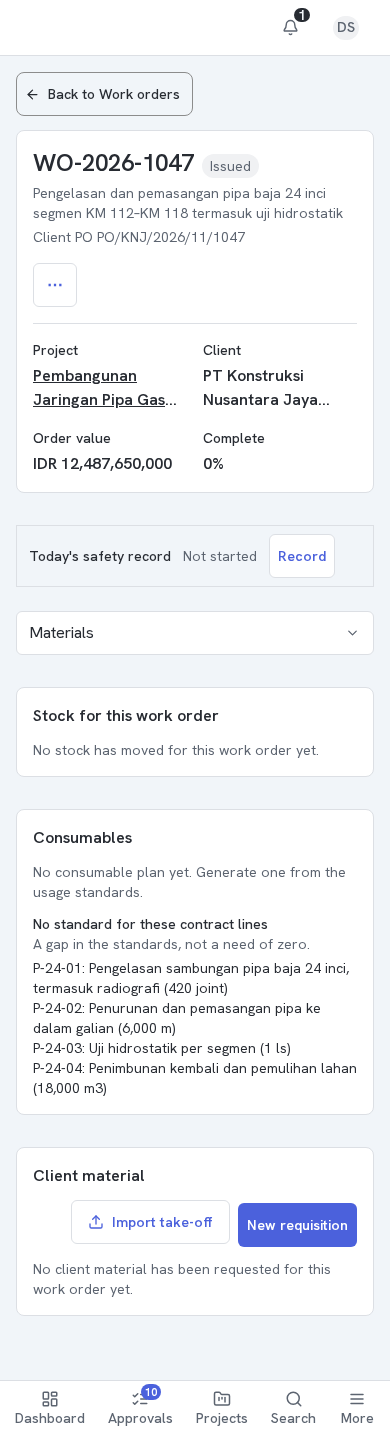 1
DS
Back to Work orders
WO-2026-1047 Issued
Pengelasan dan pemasangan pipa baja 24 inci
segmen KM 112–KM 118 termasuk uji hidrostatik
Client PO PO/KNJ/2026/11/1047
Project
Pembangunan
Jaringan Pipa Gas...
Client
PT Konstruksi
Nusantara Jaya...
Order value
IDR 12,487,650,000
Complete
0%
Today's safety record Not started Record
Materials
Stock for this work order
No stock has moved for this work order yet.
Consumables
No consumable plan yet. Generate one from the
usage standards.
No standard for these contract lines
A gap in the standards, not a need of zero.
P-24-01: Pengelasan sambungan pipa baja 24 inci,
termasuk radiografi (420 joint)
P-24-02: Penurunan dan pemasangan pipa ke
dalam galian (6,000 m)
P-24-03: Uji hidrostatik per segmen (1 ls)
P-24-04: Penimbunan kembali dan pemulihan lahan
(18,000 m3)
Client material
Import take-off New requisition
No client material has been requested for this
work order yet.
10
Dashboard Approvals Projects Search More